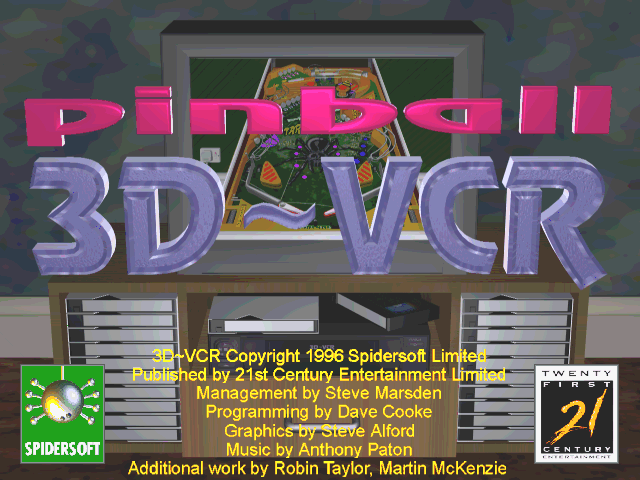 pinball
3D~VCR
3D~VCR
3D~VCR Copyright 1996 Spidersoft Limited
Published by 21st Century Entertainment Limited
Management by Steve Marsden
Programming by Dave Cooke
Graphics by Steve Alford
Music by Anthony Paton
Additional work by Robin Taylor, Martin McKenzie
SPIDERSOFT
TWENTY
FIRST
21
CENTURY
ENTERTAINMENT